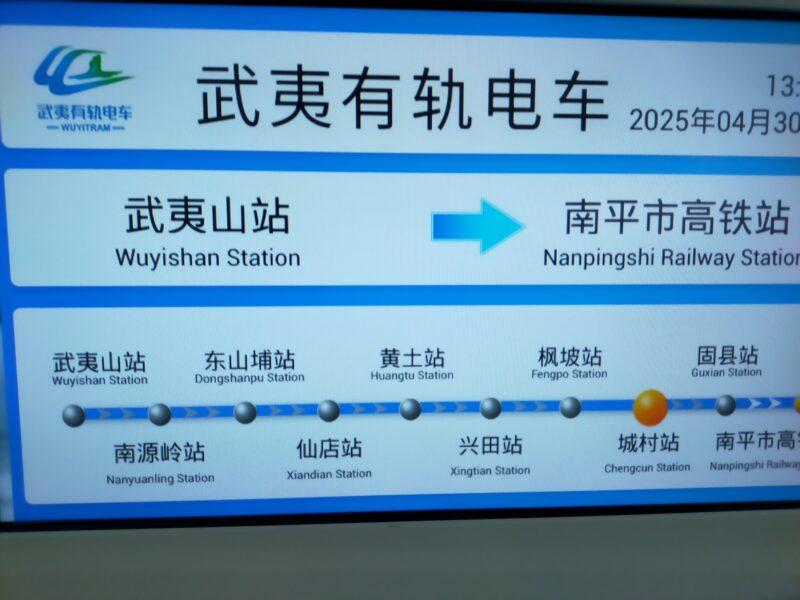 武夷有轨电车
WUYITRAM
武夷有轨电车
13:
2025年04月30
武夷山站
Wuyishan Station
南平市高铁站
Nanpingshi Railway Station
武夷山站
Wuyishan Station
东山埔站
Dongshanpu Station
黄土站
Huangtu Station
枫坡站
Fengpo Station
固县站
Guxian Station
南源岭站
Nanyuanling Station
仙店站
Xiandian Station
兴田站
Xingtian Station
城村站
Chengcun Station
南平市高
Nanpingshi Railway